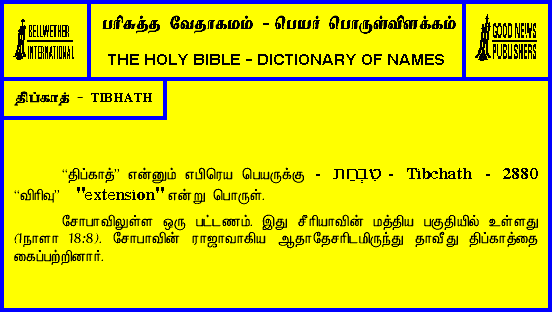 BELLWETHER
INTERNATIONAL
பரிசுத்த வேதாகமம் - பெயர் பொருள்விளக்கம்
THE HOLY BIBLE - DICTIONARY OF NAMES
GOOD NEWS
PUBLISHERS
திப்காத் - TIBHATH
“திப்காத்” என்னும் எபிரெய பெயருக்கு - טִבְחַת - Tibchath - 2880
“விரிவு” "extension" என்று பொருள்.
சோபாவிலுள்ள ஒரு பட்டணம். இது சீரியாவின் மத்திய பகுதியில் உள்ளது
(1நாளா 18:8). சோபாவின் ராஜாவாகிய ஆதாதேசரிடமிருந்து தாவீது திப்காத்தை
கைப்பற்றினார்.